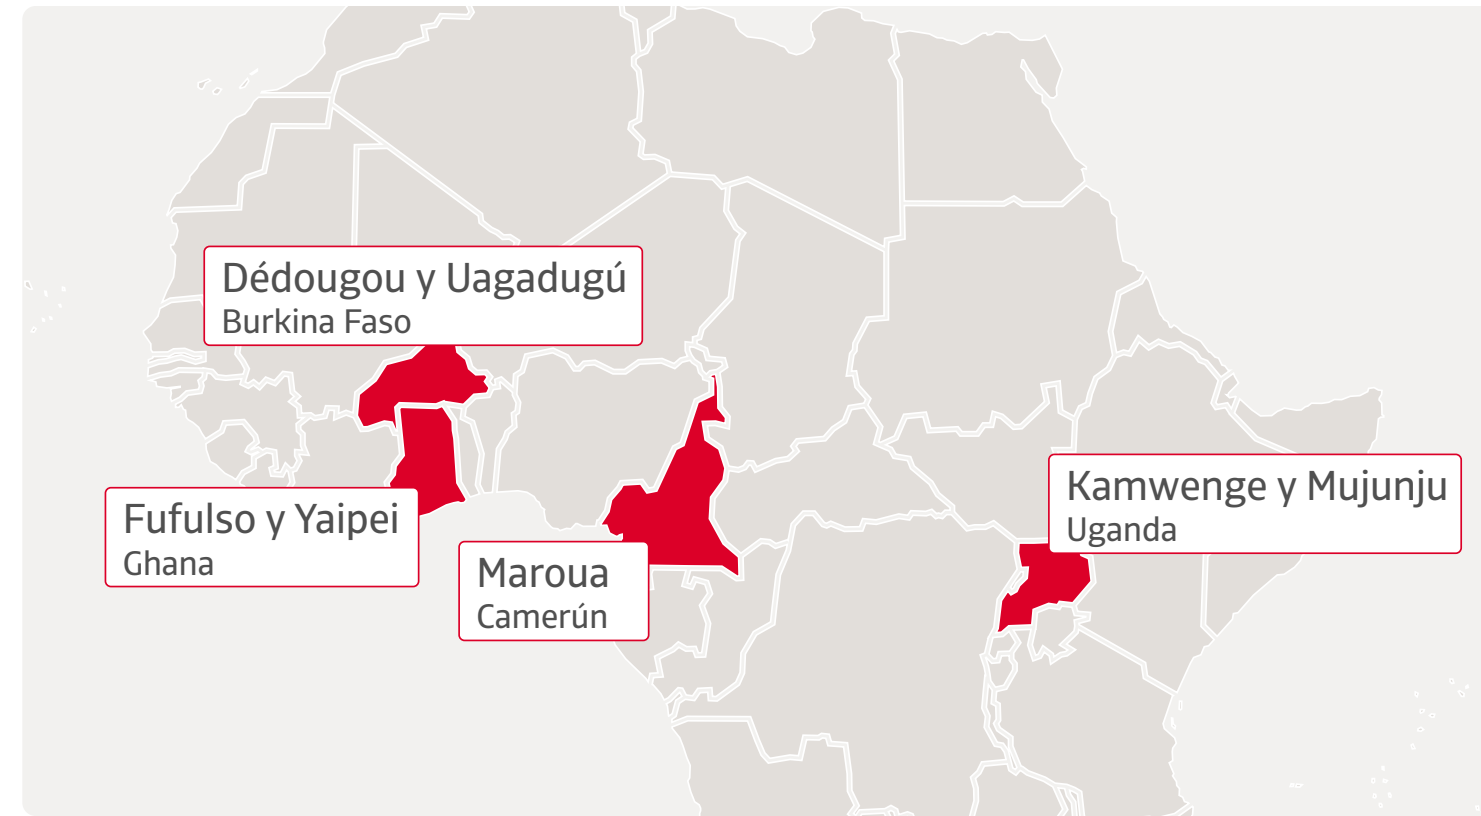 Dédougou y Uagadugú
Burkina Faso
Kamwenge y Mujunju
Uganda
Fufulso y Yaipei
Ghana
Maroua
Camerún